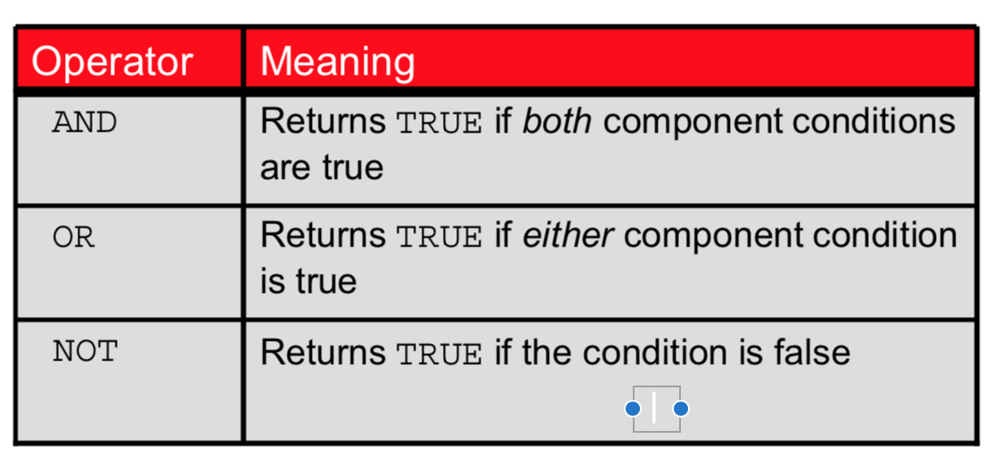 Operator Meaning
AND Returns TRUE if both component conditions
are true
OR Returns TRUE if either component condition
is true
NOT Returns TRUE if the condition is false